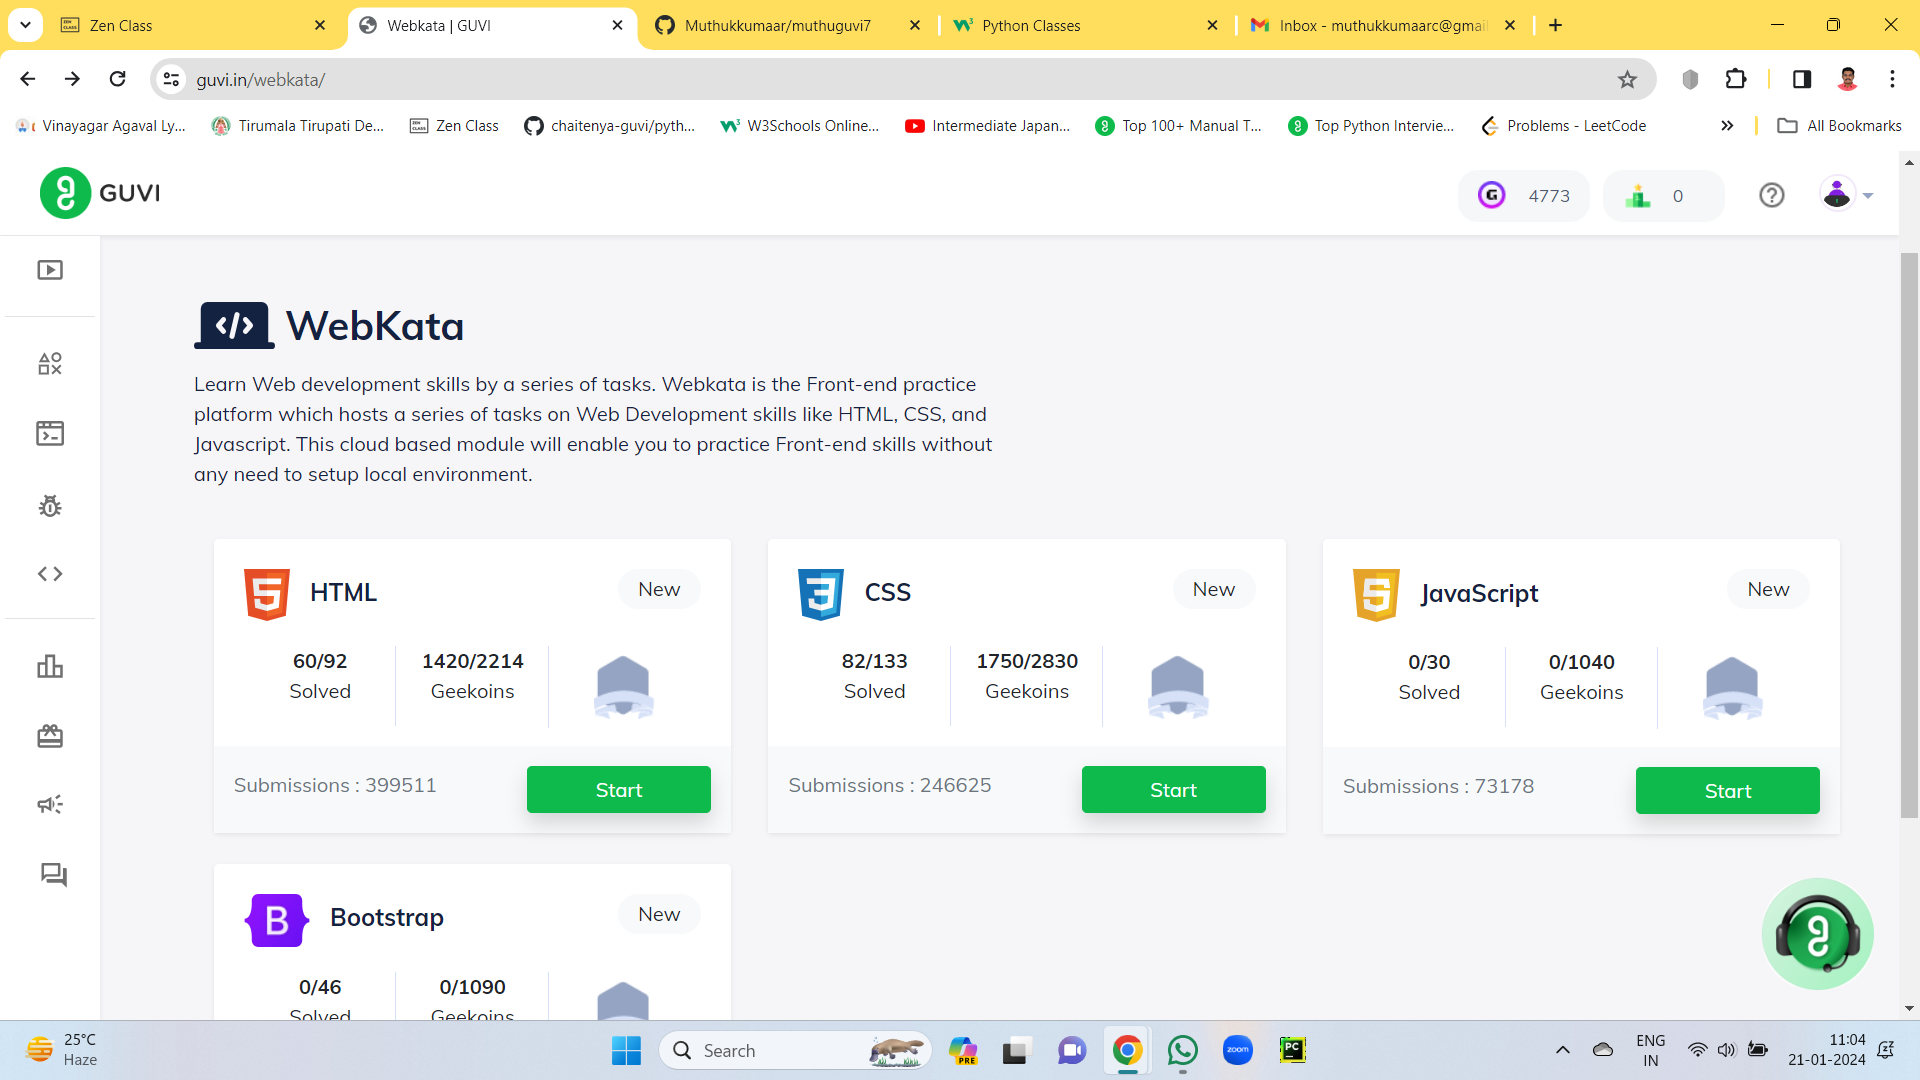 Zen Class
Webkata | GUVI
Muthukkumaar/muthuguvi7
Python Classes
Inbox - muthukkumaarc@gmai
guvi.in/webkata/
Vinayagar Agaval Ly...
Tirumala Tirupati De...
Zen Class
chaitenya-guvi/pyth...
W3Schools Online...
Intermediate Japan...
Top 100+ Manual T...
Top Python Intervie...
Problems - LeetCode
All Bookmarks
GUVI
4773
0
WebKata
Learn Web development skills by a series of tasks. Webkata is the Front-end practice
platform which hosts a series of tasks on Web Development skills like HTML, CSS, and
Javascript. This cloud based module will enable you to practice Front-end skills without
any need to setup local environment.
HTML
New
60/92
Solved
1420/2214
Geekoins
Submissions : 399511
Start
CSS
New
82/133
Solved
1750/2830
Geekoins
Submissions : 246625
Start
JavaScript
New
0/30
Solved
0/1040
Geekoins
Submissions : 73178
Start
Bootstrap
New
0/46
Solved
0/1090
Geekoins
25°C
Haze
Search
PRE
zoom
PC
ENG
IN
11:04
21-01-2024